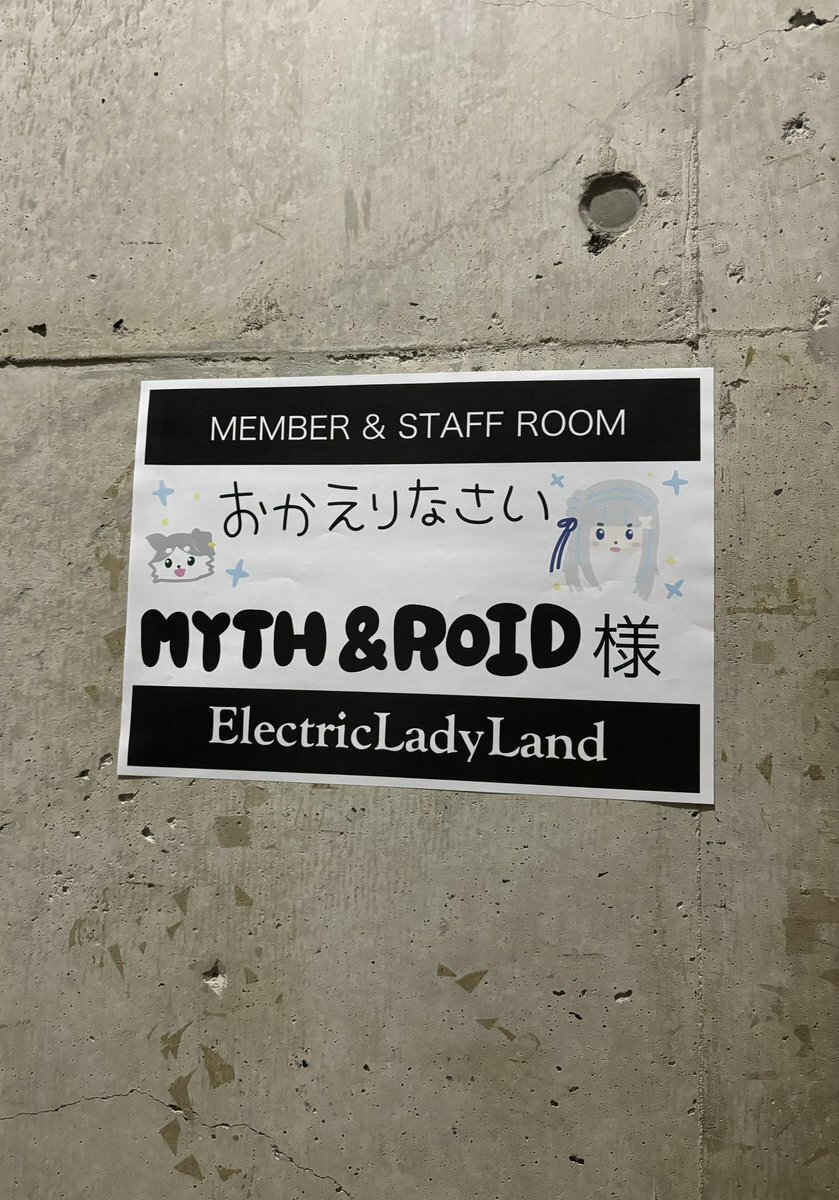 MEMBER & STAFF ROOM
おかえりなさい
MYTH & ROID 様
ElectricLadyLand